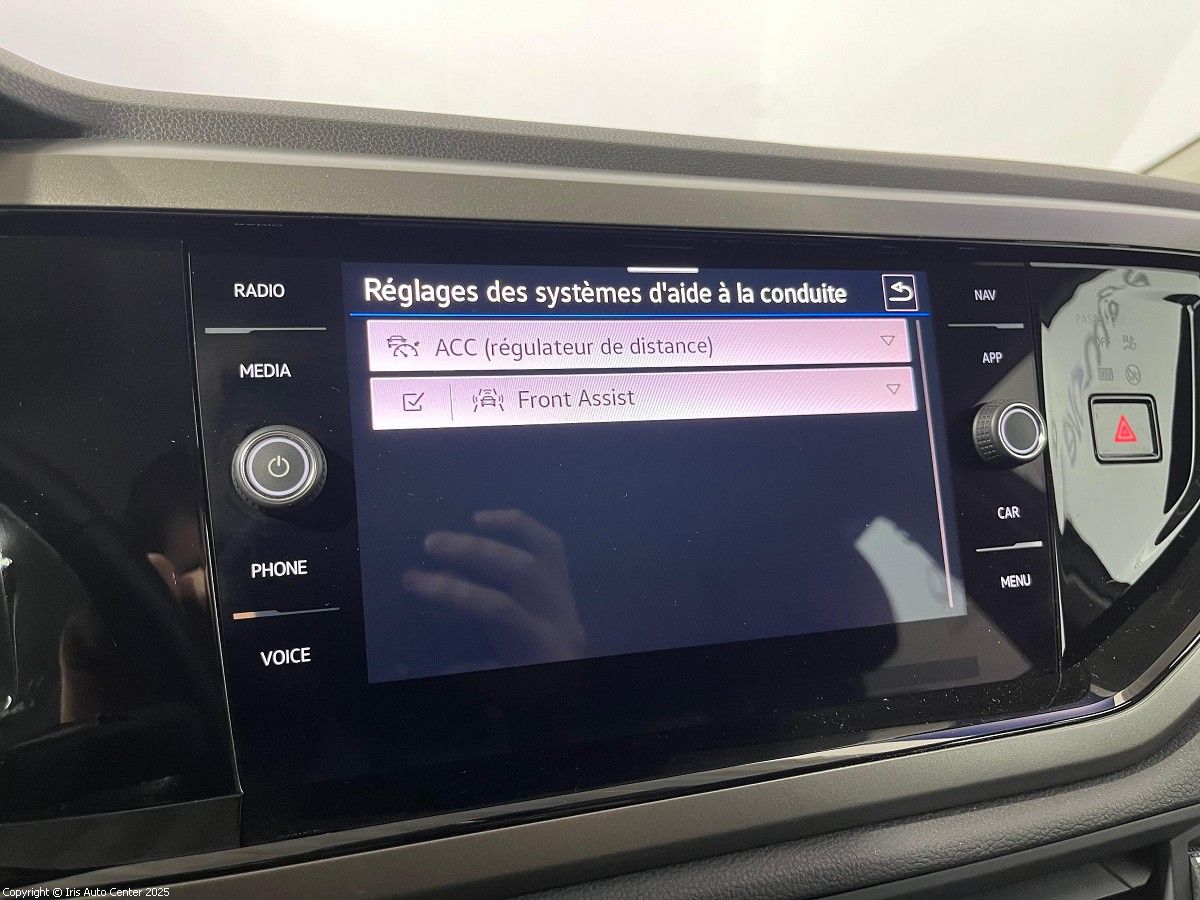 RADIO
MEDIA
PHONE
VOICE
Réglages des systèmes d'aide à la conduite
ACC (régulateur de distance)
Front Assist
NAV
APP
CAR
MENU
OFF
Copyright © Iris Auto Center 2025